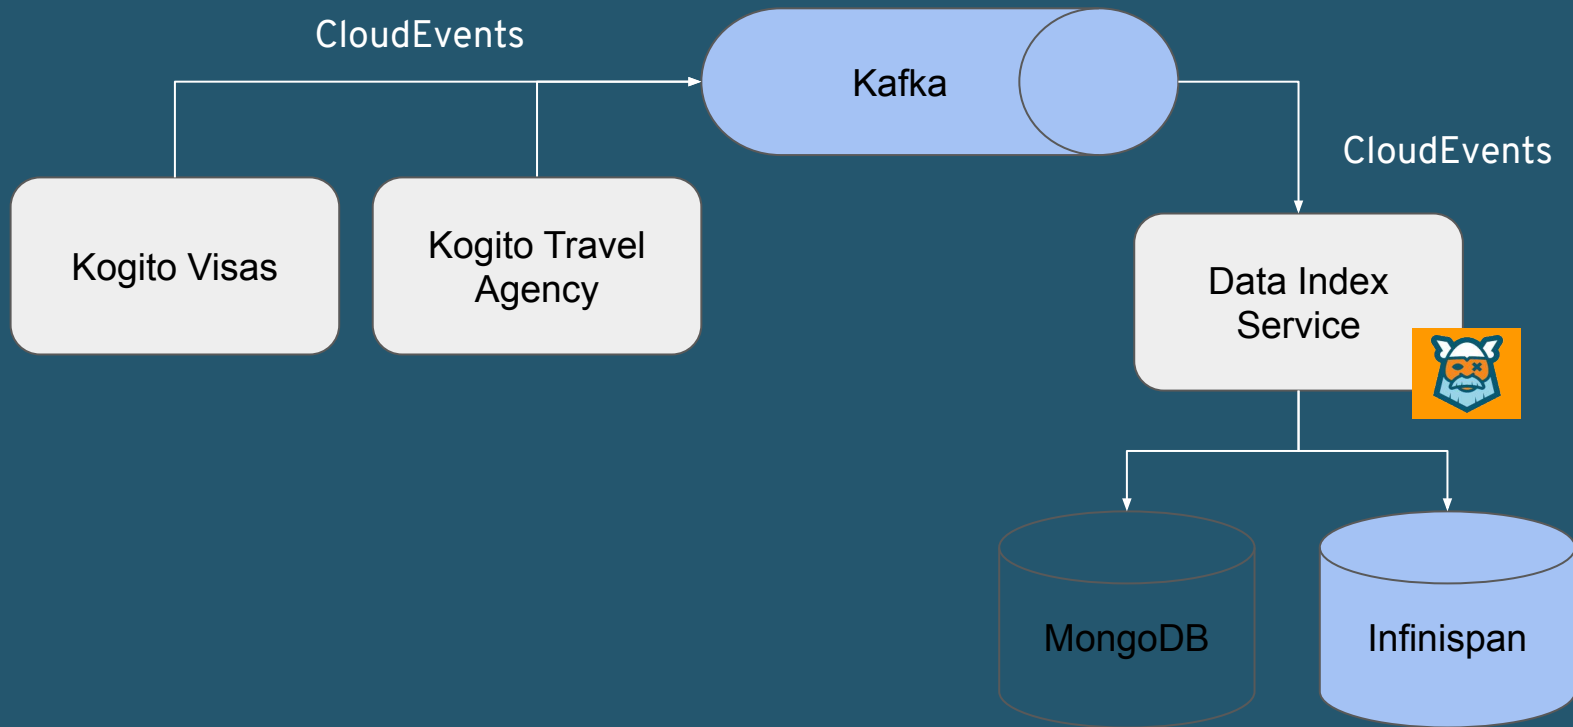 CloudEvents
Kafka
CloudEvents
Kogito Visas
Kogito Travel
Agency
Data Index
Service
MongoDB
Infinispan